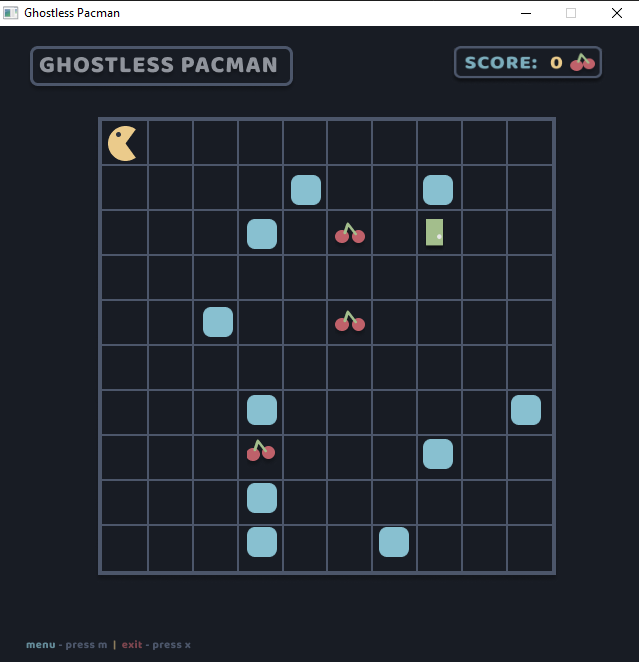 Ghostless Pacman
GHOSTLESS PACMAN
SCORE: 0
menu - press m | exit - press x